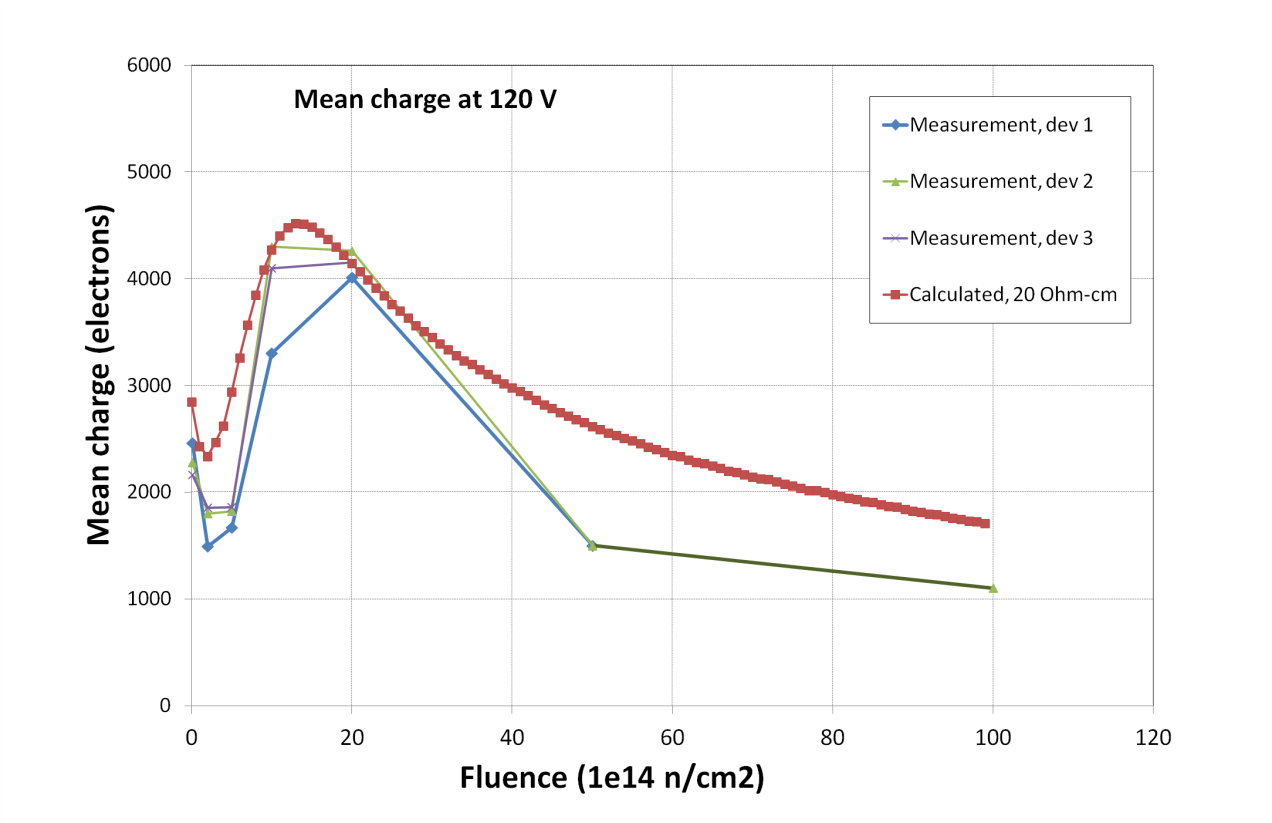 Mean charge at 120 V
6000
5000
4000
3000
2000
1000
0
Mean charge (electrons)
Measurement, dev 1
Measurement, dev 2
Measurement, dev 3
Calculated, 20 Ohm-cm
0 20 40 60 80 100 120
Fluence (1e14 n/cm2)